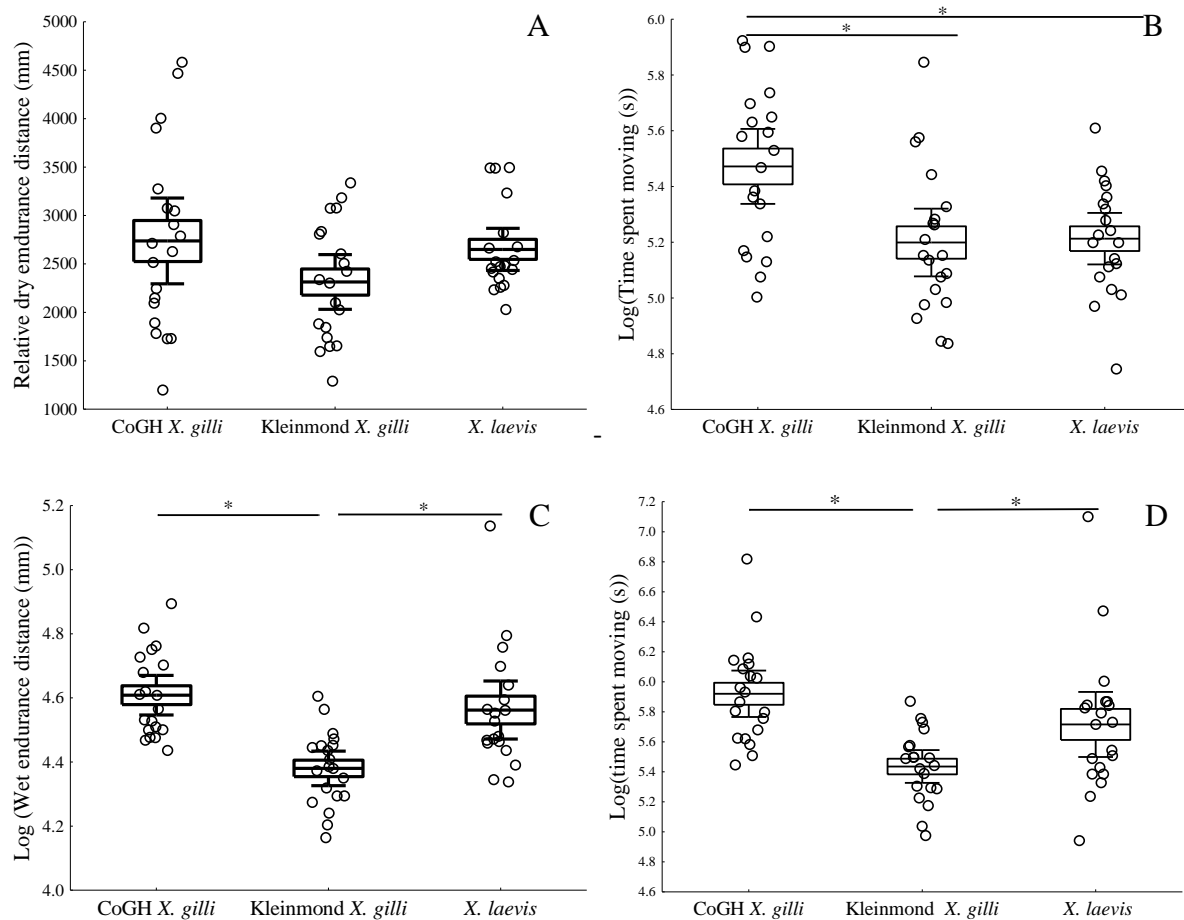 A
Relative dry emdurance distance (mm)
5000
4500
4000
3500
3000
2500
2000
1500
1000
CoGH X. gilli
Kleinmond X. gilli
X. laevis
B
Log(Time spent moving (s))
6.0
5.8
5.6
5.4
5.2
5.0
4.8
4.6
*
*
CoGH X. gilli
Kleinmond X. gilli
X. laevis
-
C
Log (Wet endurance distance (mm))
5.2
5.0
4.8
4.6
4.4
4.2
4.0
*
*
CoGH X. gilli
Kleinmond X. gilli
X. laevis
D
Log(time spent moving (s))
7.2
7.0
6.8
6.6
6.4
6.2
6.0
5.8
5.6
5.4
5.2
5.0
4.8
4.6
*
*
CoGH X. gilli
Kleinmond X. gilli
X. laevis